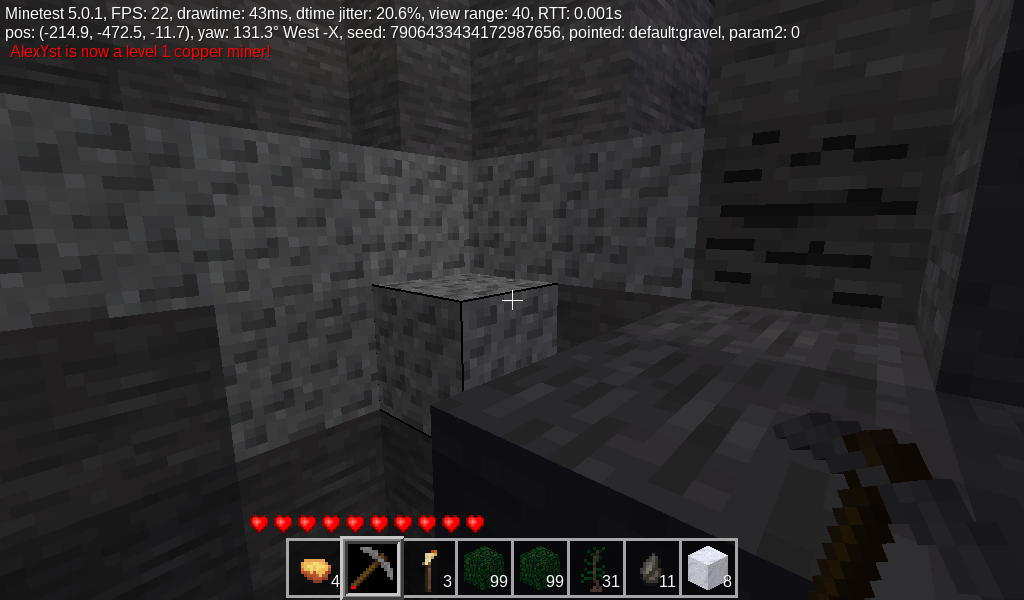 Minetest 5.0.1, FPS: 22, drawtime: 43ms, dtime jitter: 20.6%, view range: 40, RTT: 0.001s
pos: (-214.9, -472.5, -11.7), yaw: 131.3° West -X, seed: 7906433434172987656, pointed: default:gravel, param2: 0
AlexYst is now a level 1 copper miner!
4 3 99 99 31 11 8